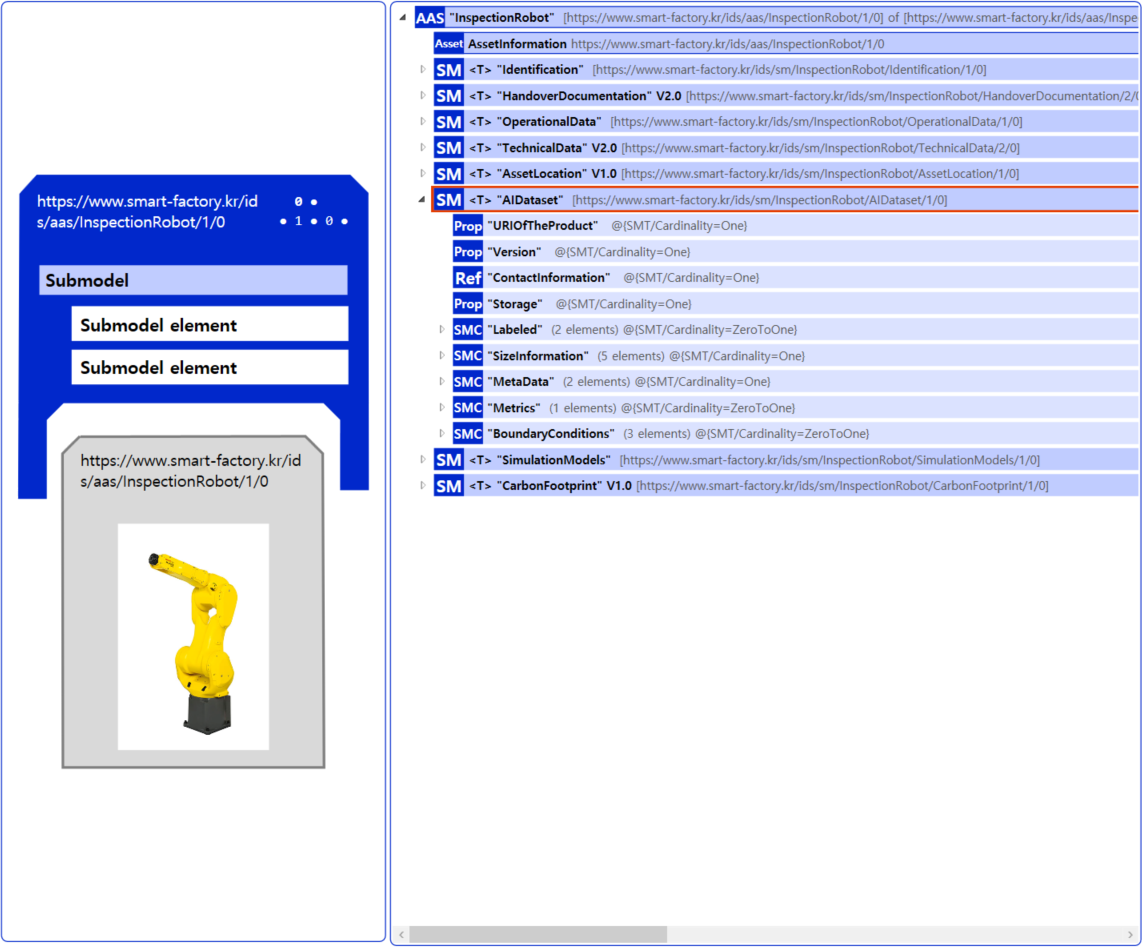 https://www.smart-factory.kr/id
s/aas/InspectionRobot/1/0
0 •
• 1 • 0 •
Submodel
Submodel element
Submodel element
https://www.smart-factory.kr/id
s/aas/InspectionRobot/1/0
AAS "InspectionRobot" [https://www.smart-factory.kr/ids/aas/InspectionRobot/1/0] of [https://www.smart-factory.kr/ids/aas/Inspe
Asset AssetInformation https://www.smart-factory.kr/ids/aas/InspectionRobot/1/0
SM <T> "Identification" [https://www.smart-factory.kr/ids/sm/InspectionRobot/Identification/1/0]
SM <T> "HandoverDocumentation" V2.0 [https://www.smart-factory.kr/ids/sm/InspectionRobot/HandoverDocumentation/2/0
SM <T> "OperationalData" [https://www.smart-factory.kr/ids/sm/InspectionRobot/OperationalData/1/0]
SM <T> "TechnicalData" V2.0 [https://www.smart-factory.kr/ids/sm/InspectionRobot/TechnicalData/2/0]
SM <T> "AssetLocation" V1.0 [https://www.smart-factory.kr/ids/sm/InspectionRobot/AssetLocation/1/0]
SM <T> "AIDataset" [https://www.smart-factory.kr/ids/sm/InspectionRobot/AIDataset/1/0]
Prop "URIOfTheProduct" @{SMT/Cardinality=One}
Prop "Version" @{SMT/Cardinality=One}
Ref "ContactInformation" @{SMT/Cardinality=One}
Prop "Storage" @{SMT/Cardinality=One}
SMC "Labeled" (2 elements) @{SMT/Cardinality=ZeroToOne}
SMC "SizeInformation" (5 elements) @{SMT/Cardinality=One}
SMC "MetaData" (2 elements) @{SMT/Cardinality=One}
SMC "Metrics" (1 elements) @{SMT/Cardinality=ZeroToOne}
SMC "BoundaryConditions" (3 elements) @{SMT/Cardinality=ZeroToOne}
SM <T> "SimulationModels" [https://www.smart-factory.kr/ids/sm/InspectionRobot/SimulationModels/1/0]
SM <T> "CarbonFootprint" V1.0 [https://www.smart-factory.kr/ids/sm/InspectionRobot/CarbonFootprint/1/0]